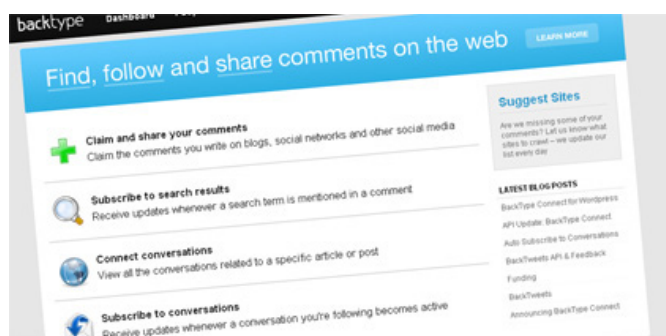 backtype Dashboard
Find, follow and share comments on the web
LEARN MORE
Claim and share your comments
Claim the comments you write on blogs, social networks and other social media
Subscribe to search results
Receive updates whenever a search term is mentioned in a comment
Connect conversations
View all the conversations related to a specific article or post
Subscribe to conversations
Receive updates whenever a conversation you're following becomes active
Suggest Sites
Are we missing some of your
comments? Let us know what
sites to crawl – we update our
list every day
LATEST BLOG POSTS
BackType Connect for Wordpress
API Update: BackType Connect
Auto Subscribe to Conversations
BackTweets API & Feedback
Funding
BackTweets
Announcing BackType Connect